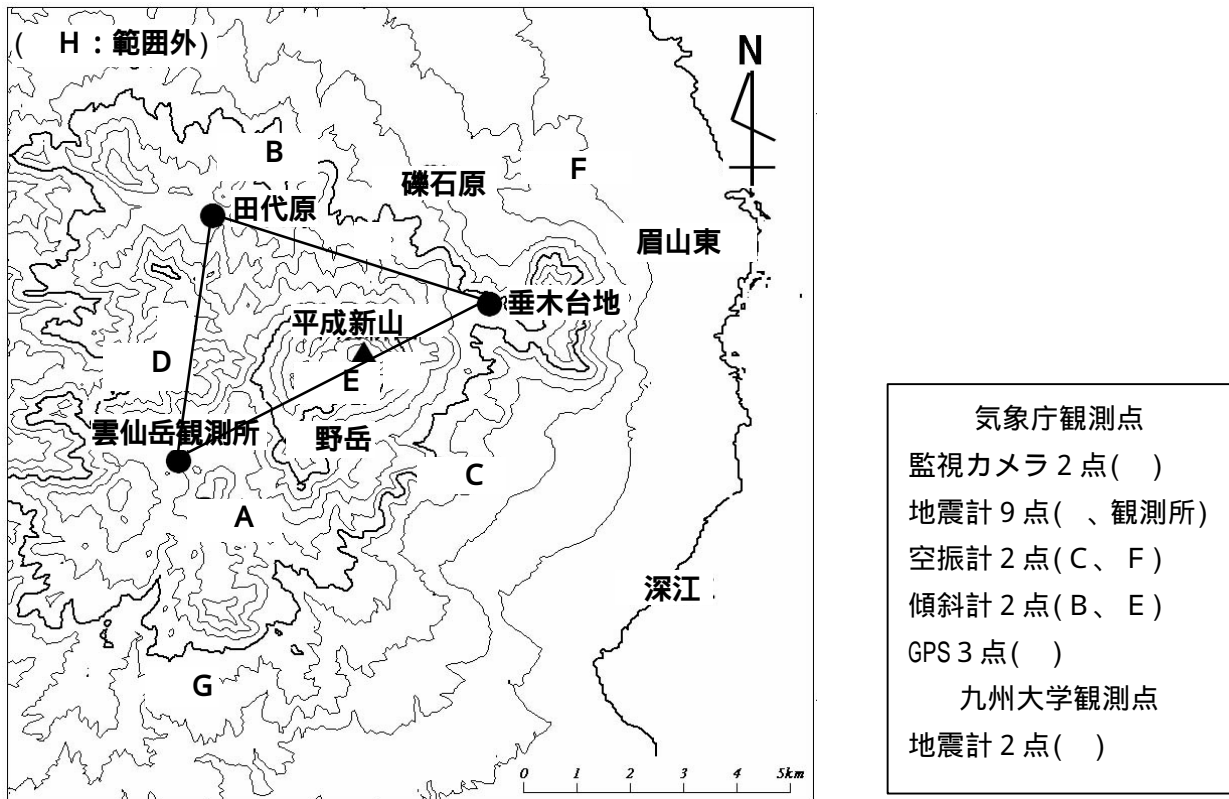 ( H：範囲外)
N
B
F
礫石原
田代原
眉山東
垂木台地
平成新山
D
E
雲仙岳観測所
野岳
C
A
深江
G
0 1 2 3 4 5km
気象庁観測点
監視カメラ２点( )
地震計９点( 、観測所)
空振計２点(Ｃ、Ｆ)
傾斜計２点(Ｂ、Ｅ)
GPS３点( )
九州大学観測点
地震計２点( )